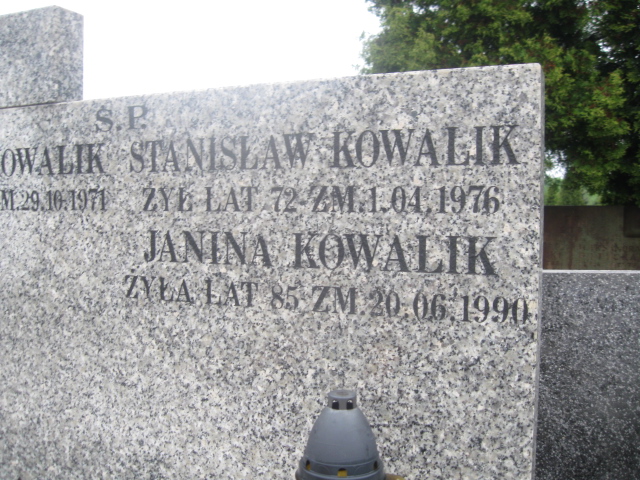 Ś.P.
OWALIK STANISŁAW KOWALIK
M.29.10.1971 ŻYŁ LAT 72-ZM.1.04.1976
JANINA KOWALIK
ŻYŁA LAT 85 ZM 20.06.1990